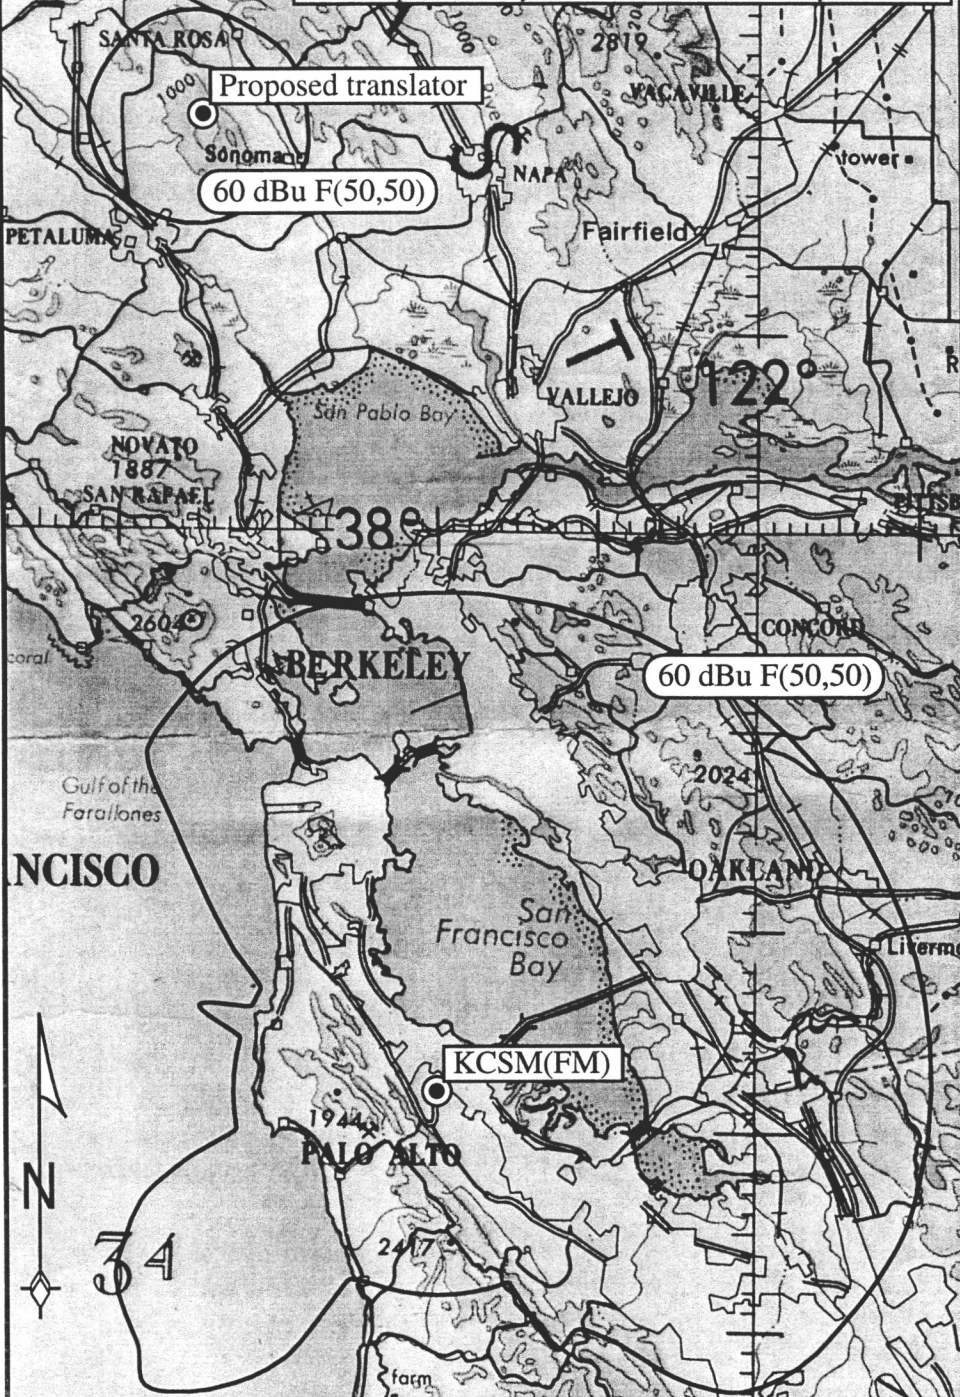 SANTA ROSA
1000
2819
Proposed translator
1000
VACAVILLE
Sonoma
tower
NAPA
60 dBu F(50,50)
PETALUMA
Fairfield
122°
VALLEJO
San Pablo Bay
NOVATO
1887
SAN RAFAEL
38°
2604
CONCORD
BERKELEY
60 dBu F(50,50)
2024
Gulf of the
Farallones
NCISCO
OAKLAND
San
Francisco
Bay
KCSM(FM)
1944
PALO ALTO
N
34
2417
farm